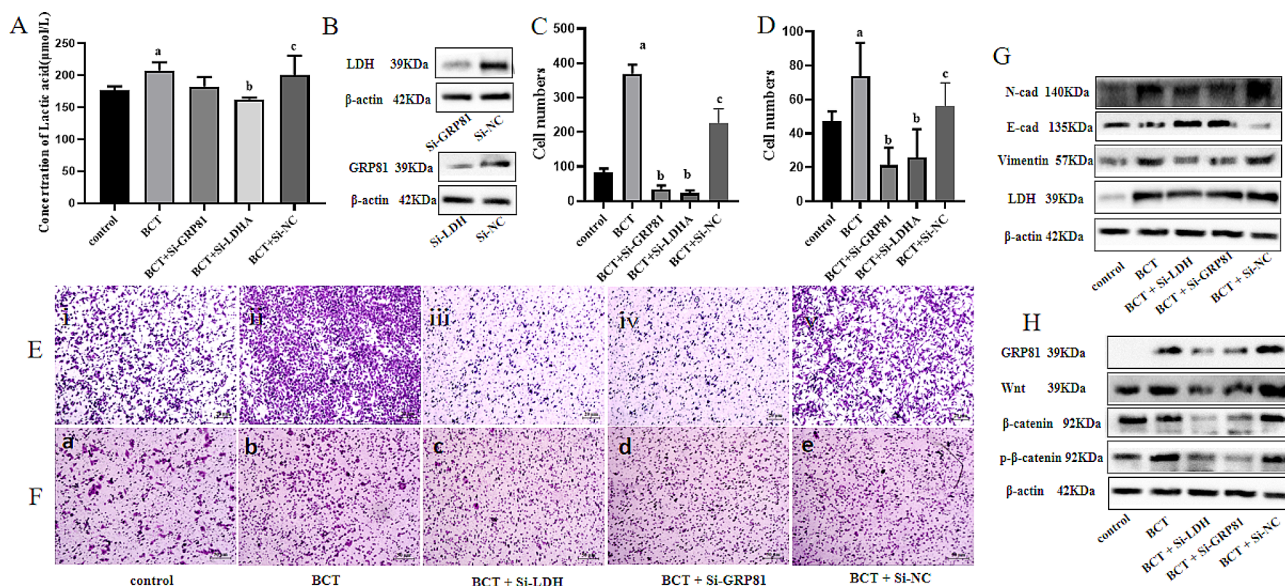 A
Concertration of Lactic acid(μmol/L)
250
200
150
100
50
0
a
b
c
control
BCT
BCT+Si-GRP81
BCT+Si-LDHA
BCT+Si-NC
B
LDH 39KDa
β-actin 42KDa
Si-GRP81
Si-NC
GRP81 39KDa
β-actin 42KDa
Si-LDH
Si-NC
C
Cell numbers
500
400
300
200
100
0
a
b
b
c
control
BCT
BCT+Si-GRP81
BCT+Si-LDHA
BCT+Si-NC
D
Cell numbers
100
80
60
40
20
0
a
b
b
c
control
BCT
BCT+Si-GRP81
BCT+Si-LDHA
BCT+Si-NC
G
N-cad 140KDa
E-cad 135KDa
Vimentin 57KDa
LDH 39KDa
β-actin 42KDa
control
BCT
BCT + Si-LDH
BCT + Si-GRP81
BCT + Si-NC
E
i
ii
iii
iv
v
F
a
b
c
d
e
control
BCT
BCT + Si-LDH
BCT + Si-GRP81
BCT + Si-NC
H
GRP81 39KDa
Wnt 39KDa
β-catenin 92KDa
p-β-catenin 92KDa
β-actin 42KDa
control
BCT
BCT + Si-LDH
BCT + Si-GRP81
BCT + Si-NC